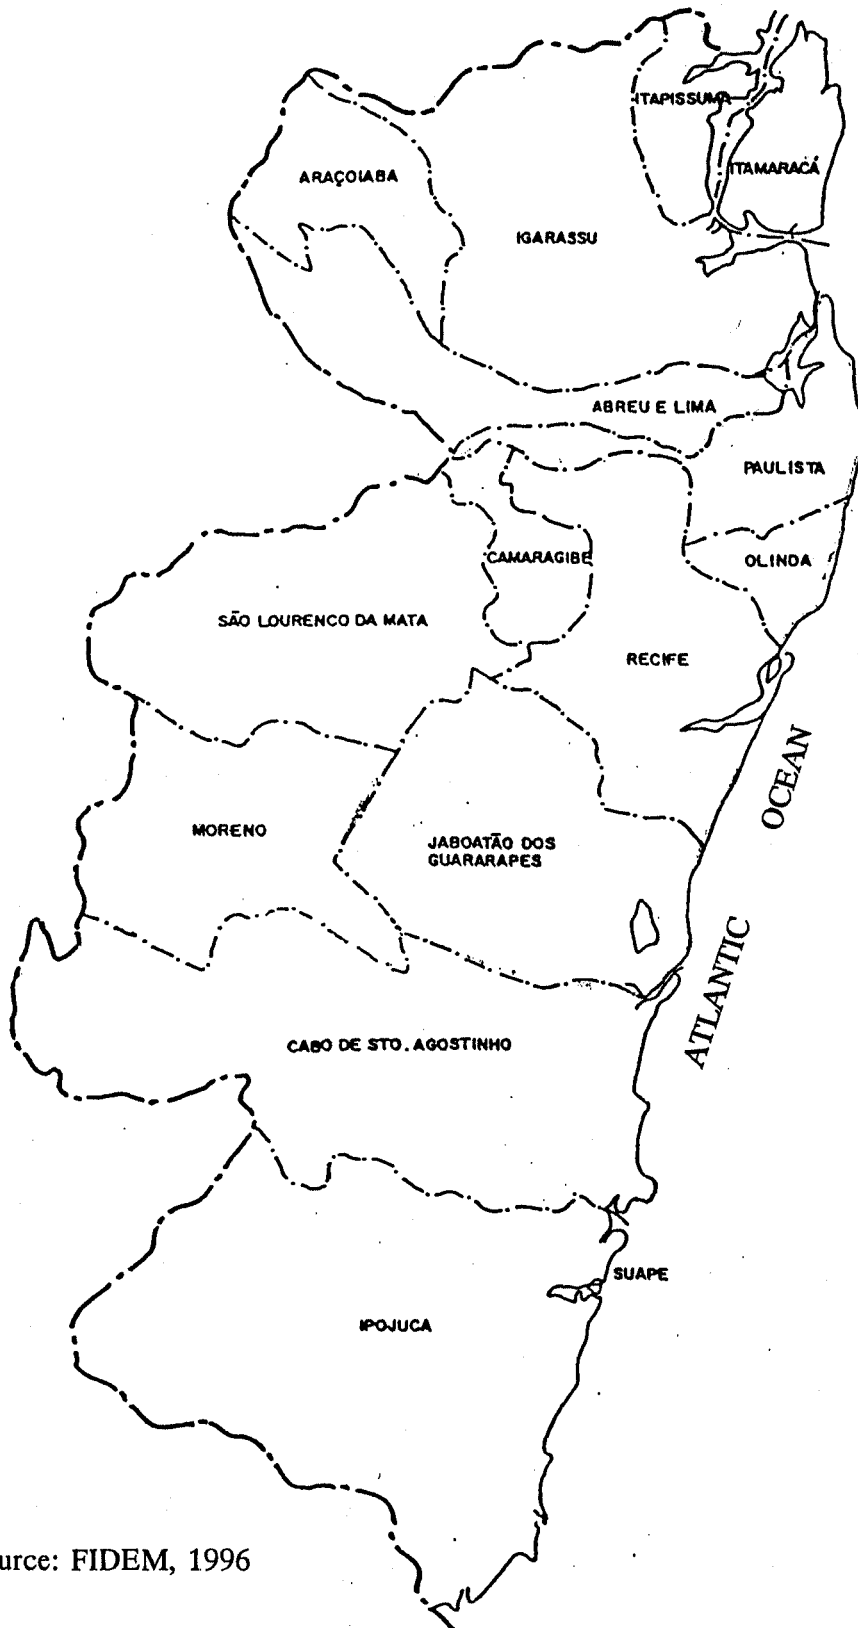 ITAPISSUMA
ITAMARACÁ
ARAÇOIABA
IGARASSU
ABREU E LIMA
PAULISTA
CAMARAGIBE
OLINDA
SÃO LOURENCO DA MATA
RECIFE
OCEAN
MORENO
JABOATÃO DOS
GUARARAPES
ATLANTIC
CABO DE STO. AGOSTINHO
SUAPE
IPOJUCA
urce: FIDEM, 1996